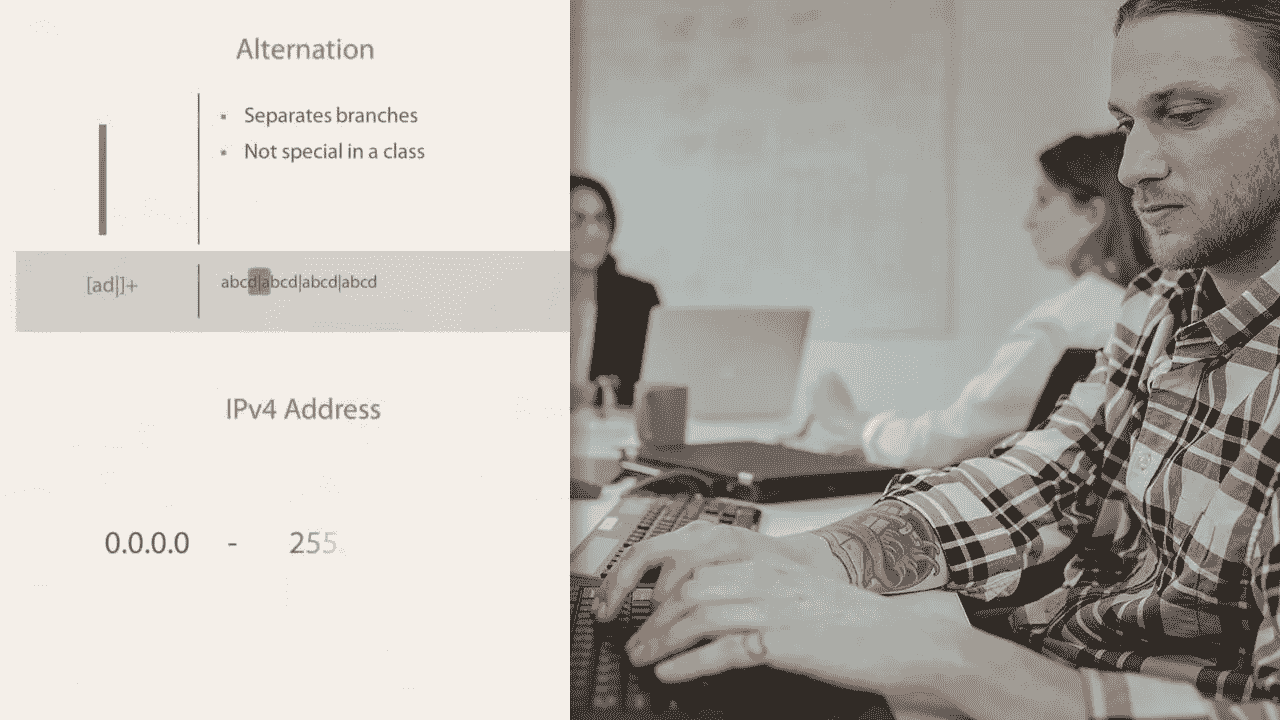 Alternation
|
▪ Separates branches
▪ Not special in a class
[ad|]+
abcd|abcd|abcd|abcd
IPv4 Address
0.0.0.0 - 255.